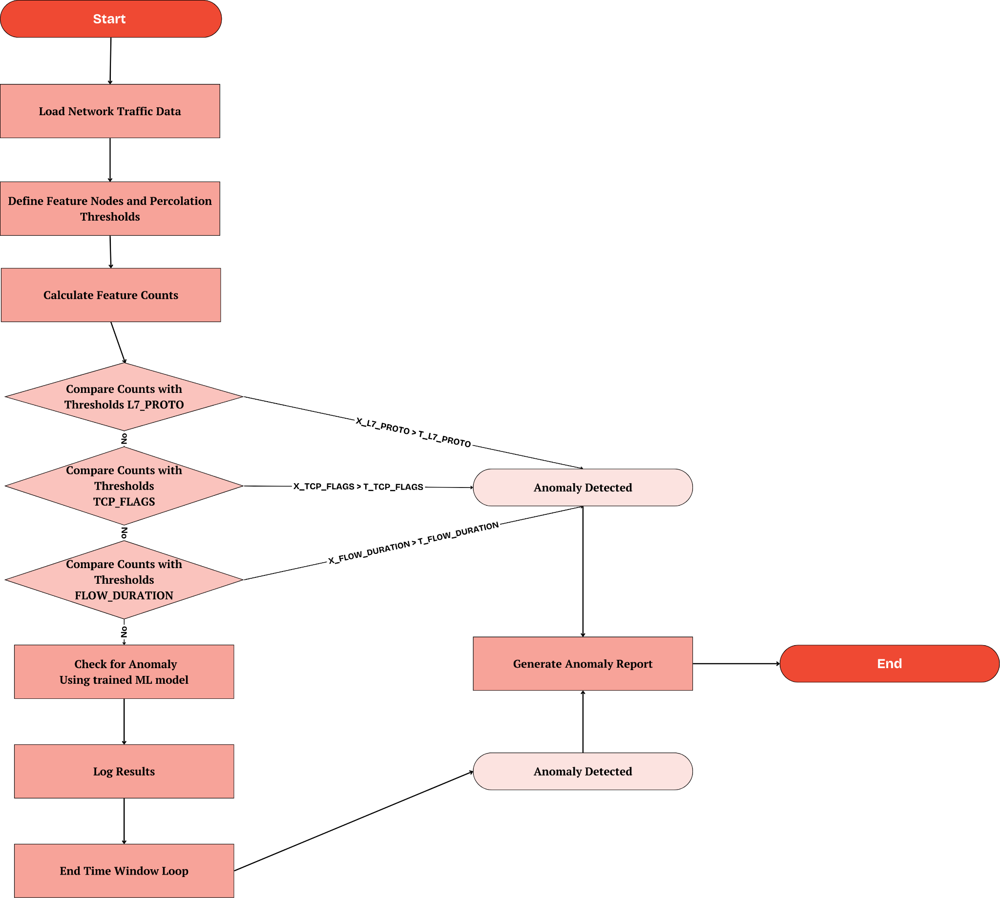 Start
Load Network Traffic Data
Define Feature Nodes and Percolation
Thresholds
Calculate Feature Counts
Compare Counts with
Thresholds L7_PROTO
X_L7_PROTO > T_L7_PROTO
No
Compare Counts with
Thresholds
TCP_FLAGS
X_TCP_FLAGS > T_TCP_FLAGS
Anomaly Detected
No
X_FLOW_DURATION > T_FLOW_DURATION
Compare Counts with
Thresholds
FLOW_DURATION
No
Check for Anomaly
Using trained ML model
Generate Anomaly Report
End
Log Results
Anomaly Detected
End Time Window Loop